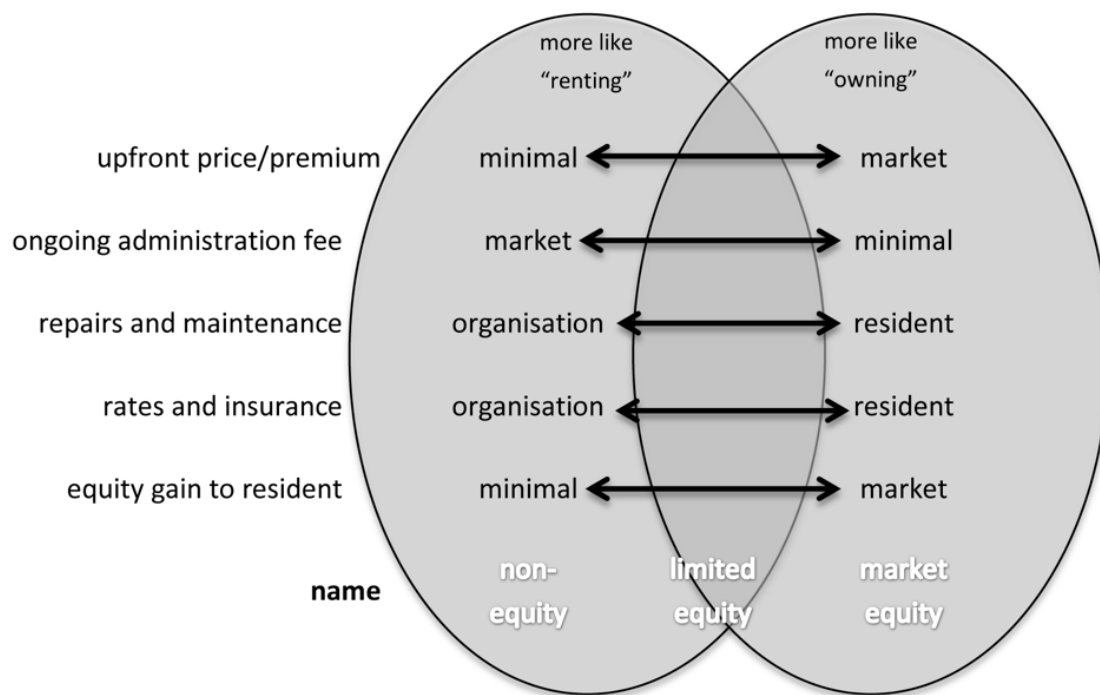 more like more like
“renting” “owning”
upfront price/premium minimal market
ongoing administration fee market minimal
repairs and maintenance organisation resident
rates and insurance organisation resident
equity gain to resident minimal market
name non- limited market
equity equity equity